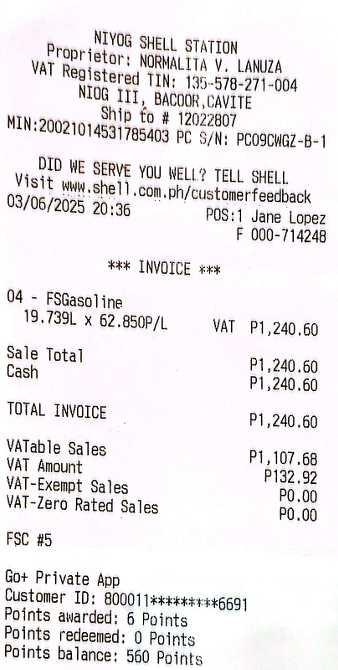 NIYOG SHELL STATION
Proprietor: NORMALITA V. LANUZA
VAT Registered TIN: 135-578-271-004
NIOG III, BACOOR,CAVITE
Ship to # 12022807
MIN:20021014531785403 PC S/N: PC09CWGZ-B-1
DID WE SERVE YOU WELL? TELL SHELL
Visit www.shell.com.ph/customerfeedback
03/06/2025 20:36 POS:1 Jane Lopez
F 000-714248
*** INVOICE ***
04 - FSGasoline
19.739L x 62.850P/L VAT P1,240.60
Sale Total P1,240.60
Cash P1,240.60
TOTAL INVOICE P1,240.60
VATable Sales P1,107.68
VAT Amount P132.92
VAT-Exempt Sales P0.00
VAT-Zero Rated Sales P0.00
FSC #5
Go+ Private App
Customer ID: 800011*********6691
Points awarded: 6 Points
Points redeemed: 0 Points
Points balance: 560 Points